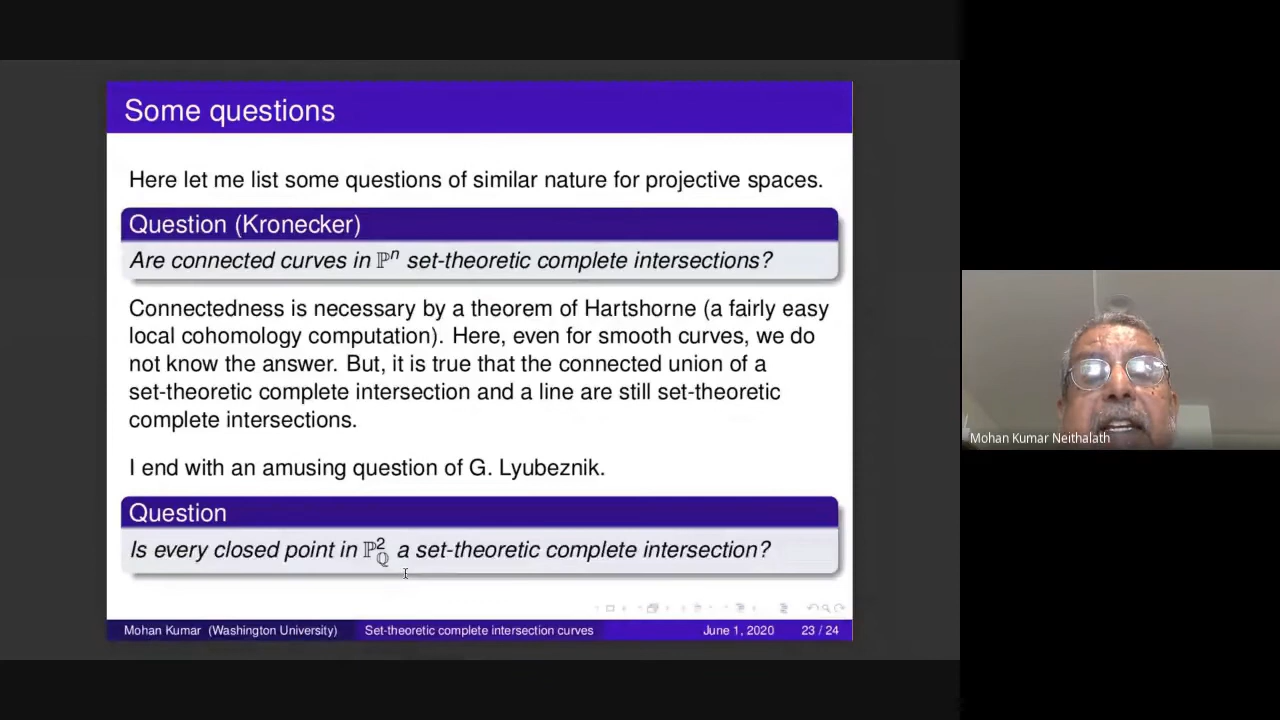 Some questions
Here let me list some questions of similar nature for projective spaces.
Question (Kronecker)
Are connected curves in ℙⁿ set-theoretic complete intersections?
Connectedness is necessary by a theorem of Hartshorne (a fairly easy
local cohomology computation). Here, even for smooth curves, we do
not know the answer. But, it is true that the connected union of a
set-theoretic complete intersection and a line are still set-theoretic
complete intersections.
I end with an amusing question of G. Lyubeznik.
Question
Is every closed point in ℙ²_ℚ a set-theoretic complete intersection?
Mohan Kumar (Washington University) Set-theoretic complete intersection curves June 1, 2020 23 / 24
Mohan Kumar Neithalath